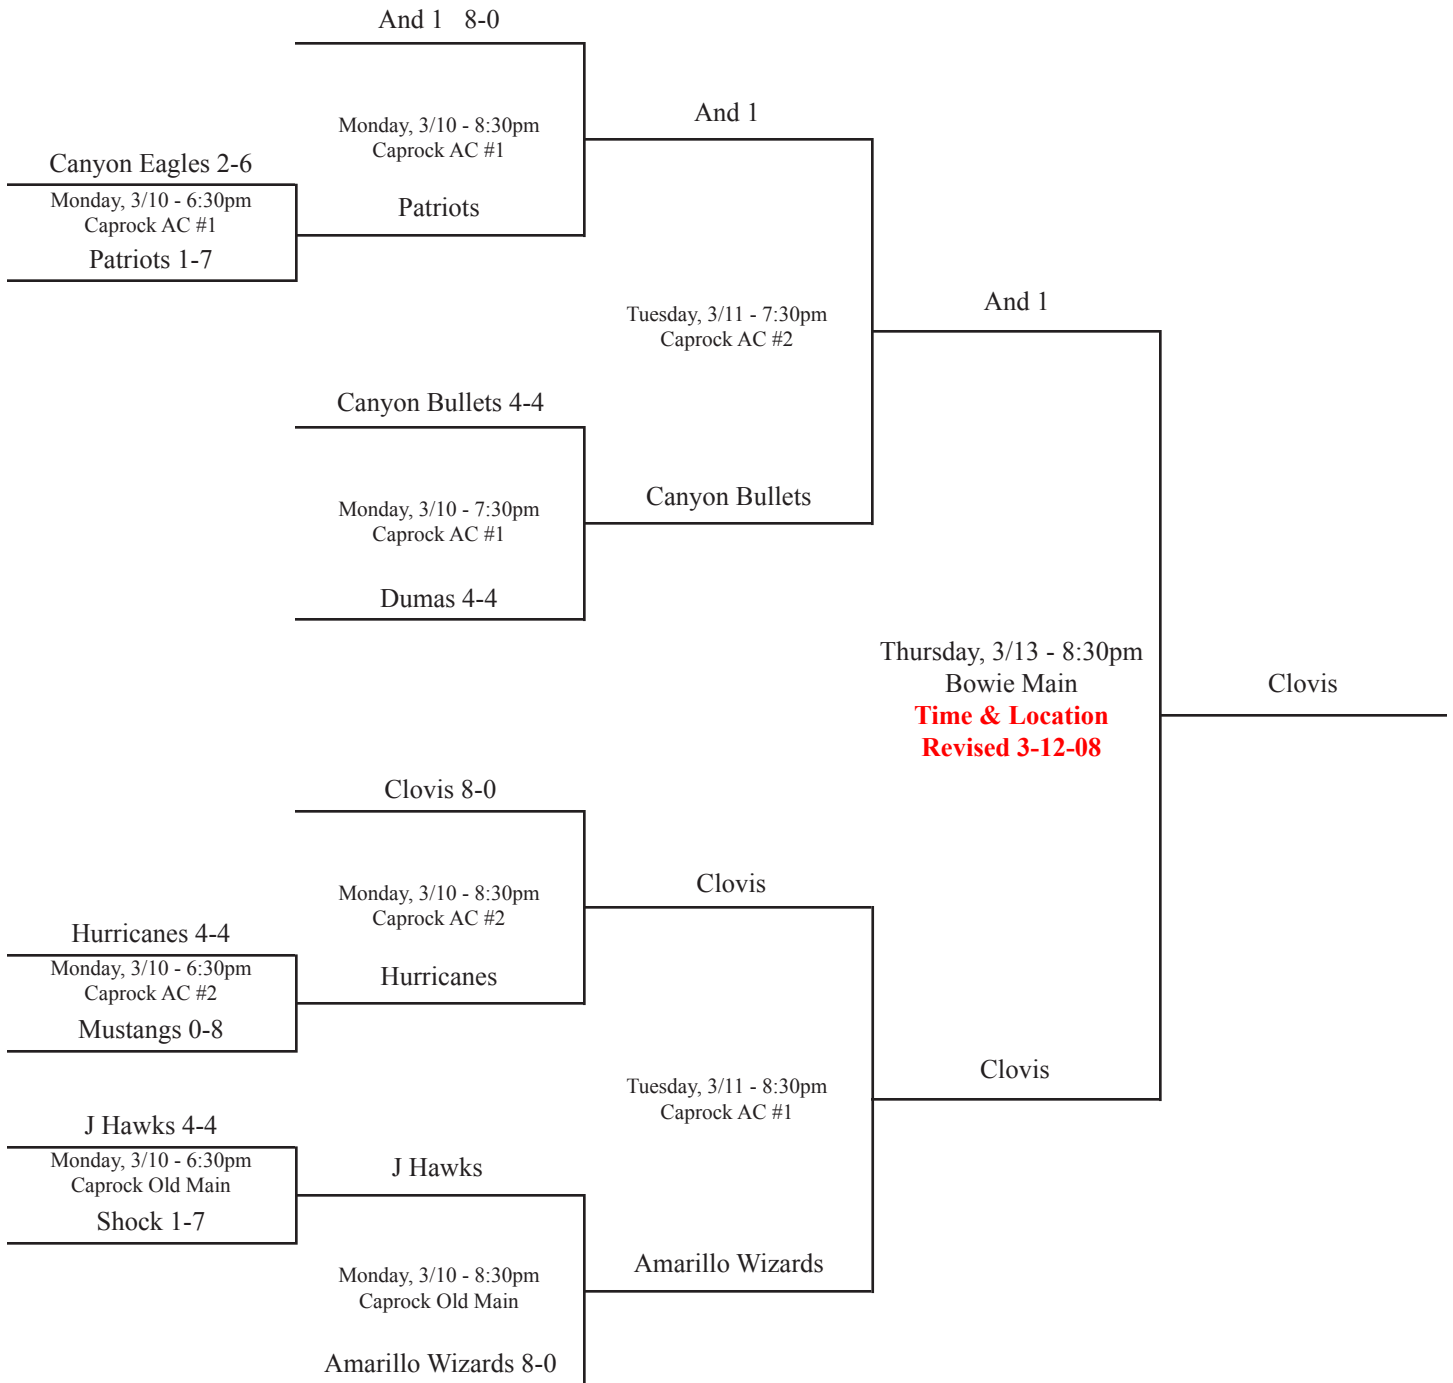 And 1 8-0
Monday, 3/10 - 8:30pm
Caprock AC #1
And 1
Canyon Eagles 2-6
Monday, 3/10 - 6:30pm
Caprock AC #1
Patriots 1-7
Patriots
Tuesday, 3/11 - 7:30pm
Caprock AC #2
And 1
Canyon Bullets 4-4
Monday, 3/10 - 7:30pm
Caprock AC #1
Canyon Bullets
Dumas 4-4
Thursday, 3/13 - 8:30pm
Bowie Main
Time & Location
Revised 3-12-08
Clovis
Clovis 8-0
Monday, 3/10 - 8:30pm
Caprock AC #2
Clovis
Hurricanes 4-4
Monday, 3/10 - 6:30pm
Caprock AC #2
Mustangs 0-8
Hurricanes
Tuesday, 3/11 - 8:30pm
Caprock AC #1
Clovis
J Hawks 4-4
Monday, 3/10 - 6:30pm
Caprock Old Main
Shock 1-7
J Hawks
Monday, 3/10 - 8:30pm
Caprock Old Main
Amarillo Wizards
Amarillo Wizards 8-0